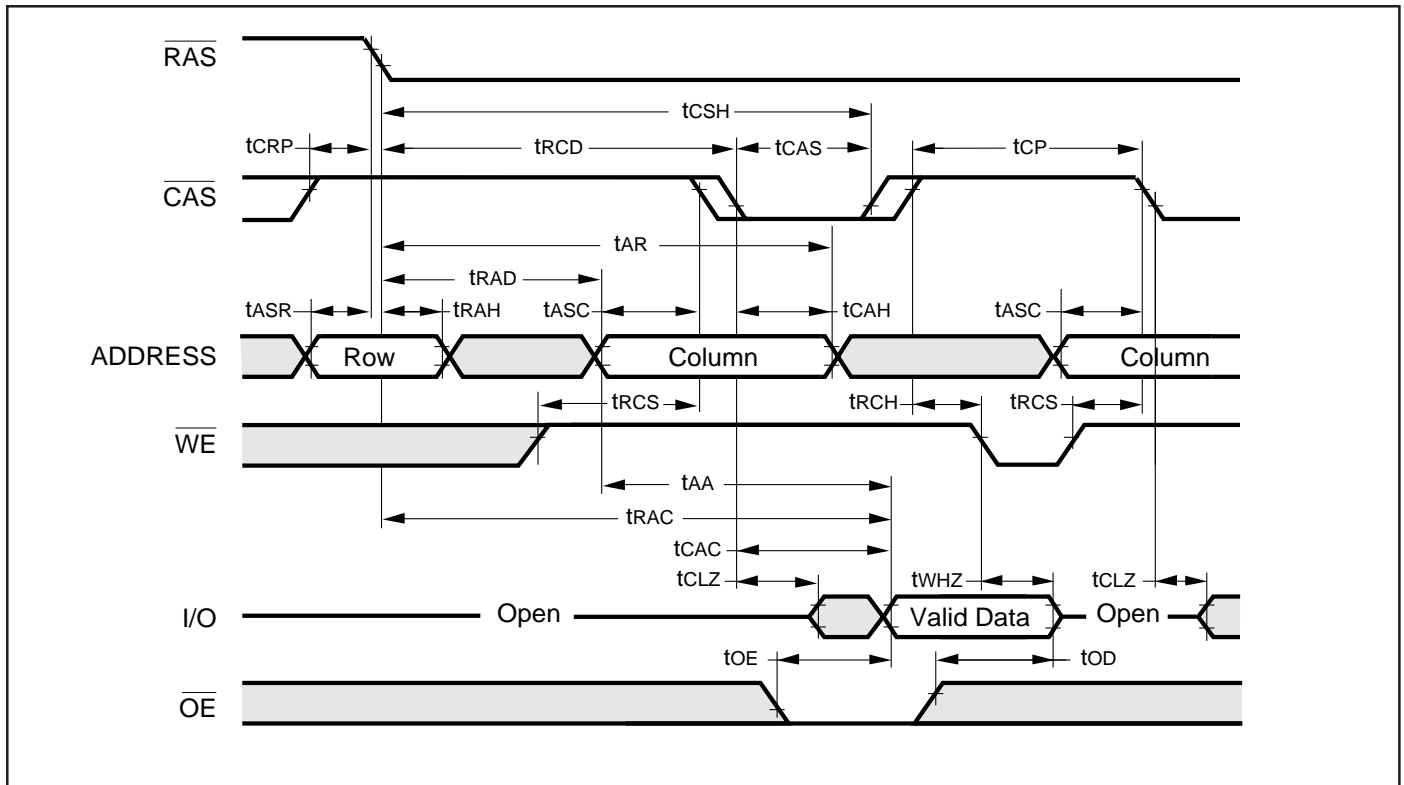 RAS
tCSH
tCRP
tRCD
tCAS
tCP
CAS
tAR
tRAD
tASR
tRAH
tASC
tCAH
tASC
ADDRESS
Row
Column
Column
tRCS
tRCH
tRCS
WE
tAA
tRAC
tCAC
tCLZ
tWHZ
tCLZ
I/O
Open
Valid Data
Open
tOE
tOD
OE